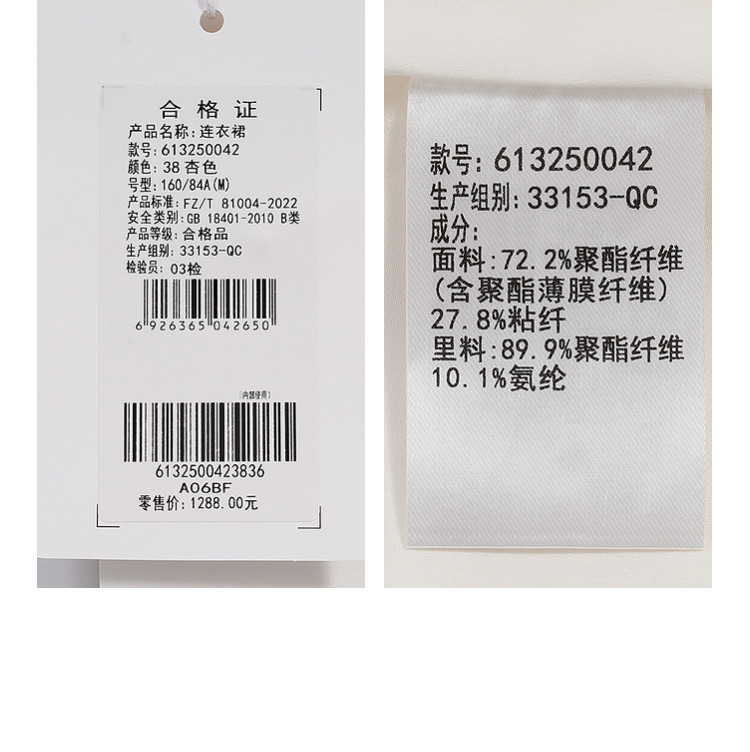 合格证
产品名称:连衣裙
款号:613250042
颜色:38杏色
号型:160/84A(M)
产品标准:FZ/T 81004-2022
安全类别:GB 18401-2010 B类
产品等级:合格品
生产组别:33153-QC
检验员:03检
6 926365 042650
(内部使用)
6132500423836
A06BF
零售价:1288.00元
款号:613250042
生产组别:33153-QC
成分:
面料:72.2%聚酯纤维
(含聚酯薄膜纤维)
27.8%粘纤
里料:89.9%聚酯纤维
10.1%氨纶